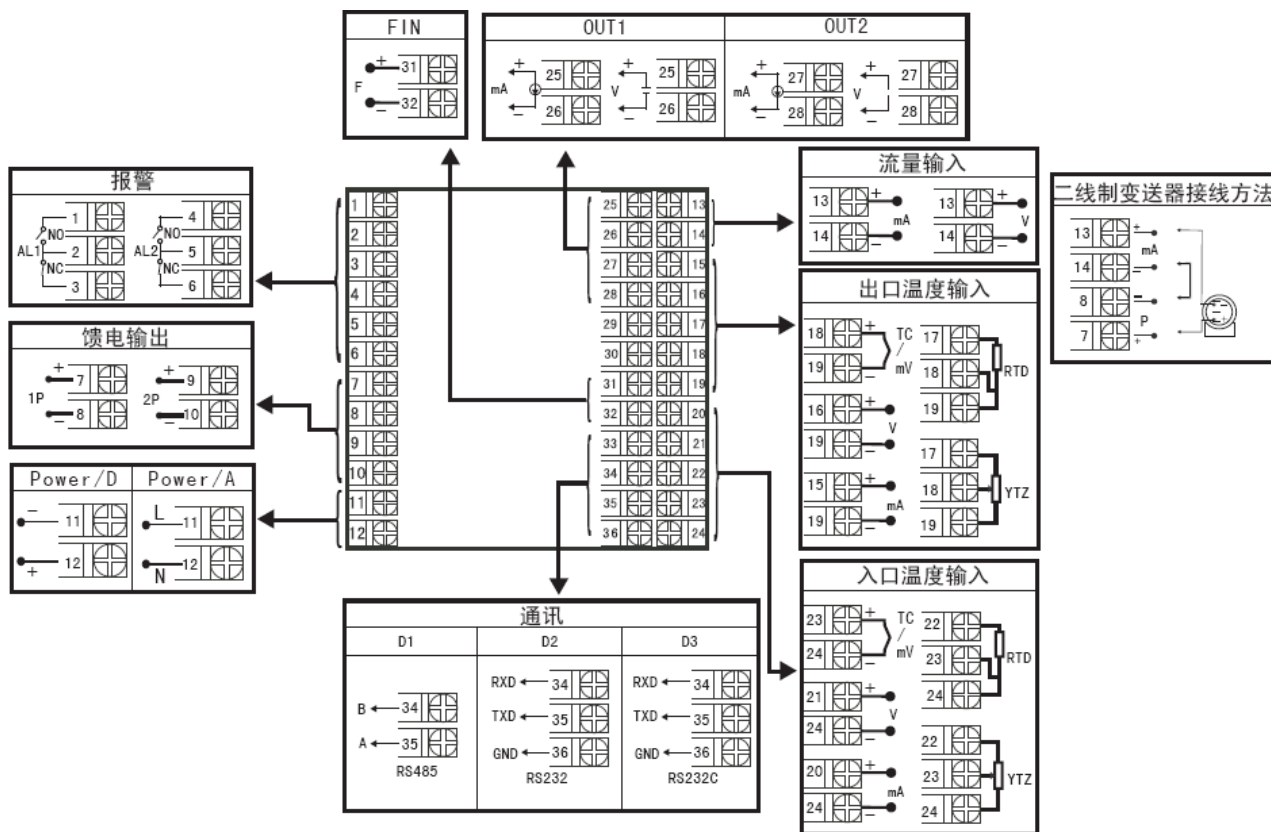 FIN
+ 31
F
- 32
OUT1 OUT2
+ 25 + 25
mA V
- 26 - 26
+ 27 + 27
mA V
- 28 - 28
报警
1 4
NO NO
AL1 2 AL2 5
NC NC
3 6
馈电输出
+ 7 + 9
1P 2P
- 8 - 10
Power/D Power/A
- 11 L 11
+ 12 N 12
1 25 13
2 26 14
3 27 15
4 28 16
5 29 17
6 30 18
7 31 19
8 32 20
9 33 21
10 34 22
11 35 23
12 36 24
流量输入
13 + 13 +
mA V
14 - 14 -
二线制变送器接线方法
13 +
mA
14 -
8 -
P
7 +
出口温度输入
18 + TC 17
/ 18 RTD
19 - mV 19
16 +
V
19 -
15 +
mA
19 -
17
18 YTZ
19
入口温度输入
23 + TC 22
/ 23 RTD
24 - mV 24
21 +
V
24 -
20 +
mA
24 -
22
23 YTZ
24
通讯
D1 D2 D3
B 34
A 35
RS485
RXD 34
TXD 35
GND 36
RS232
RXD 34
TXD 35
GND 36
RS232C